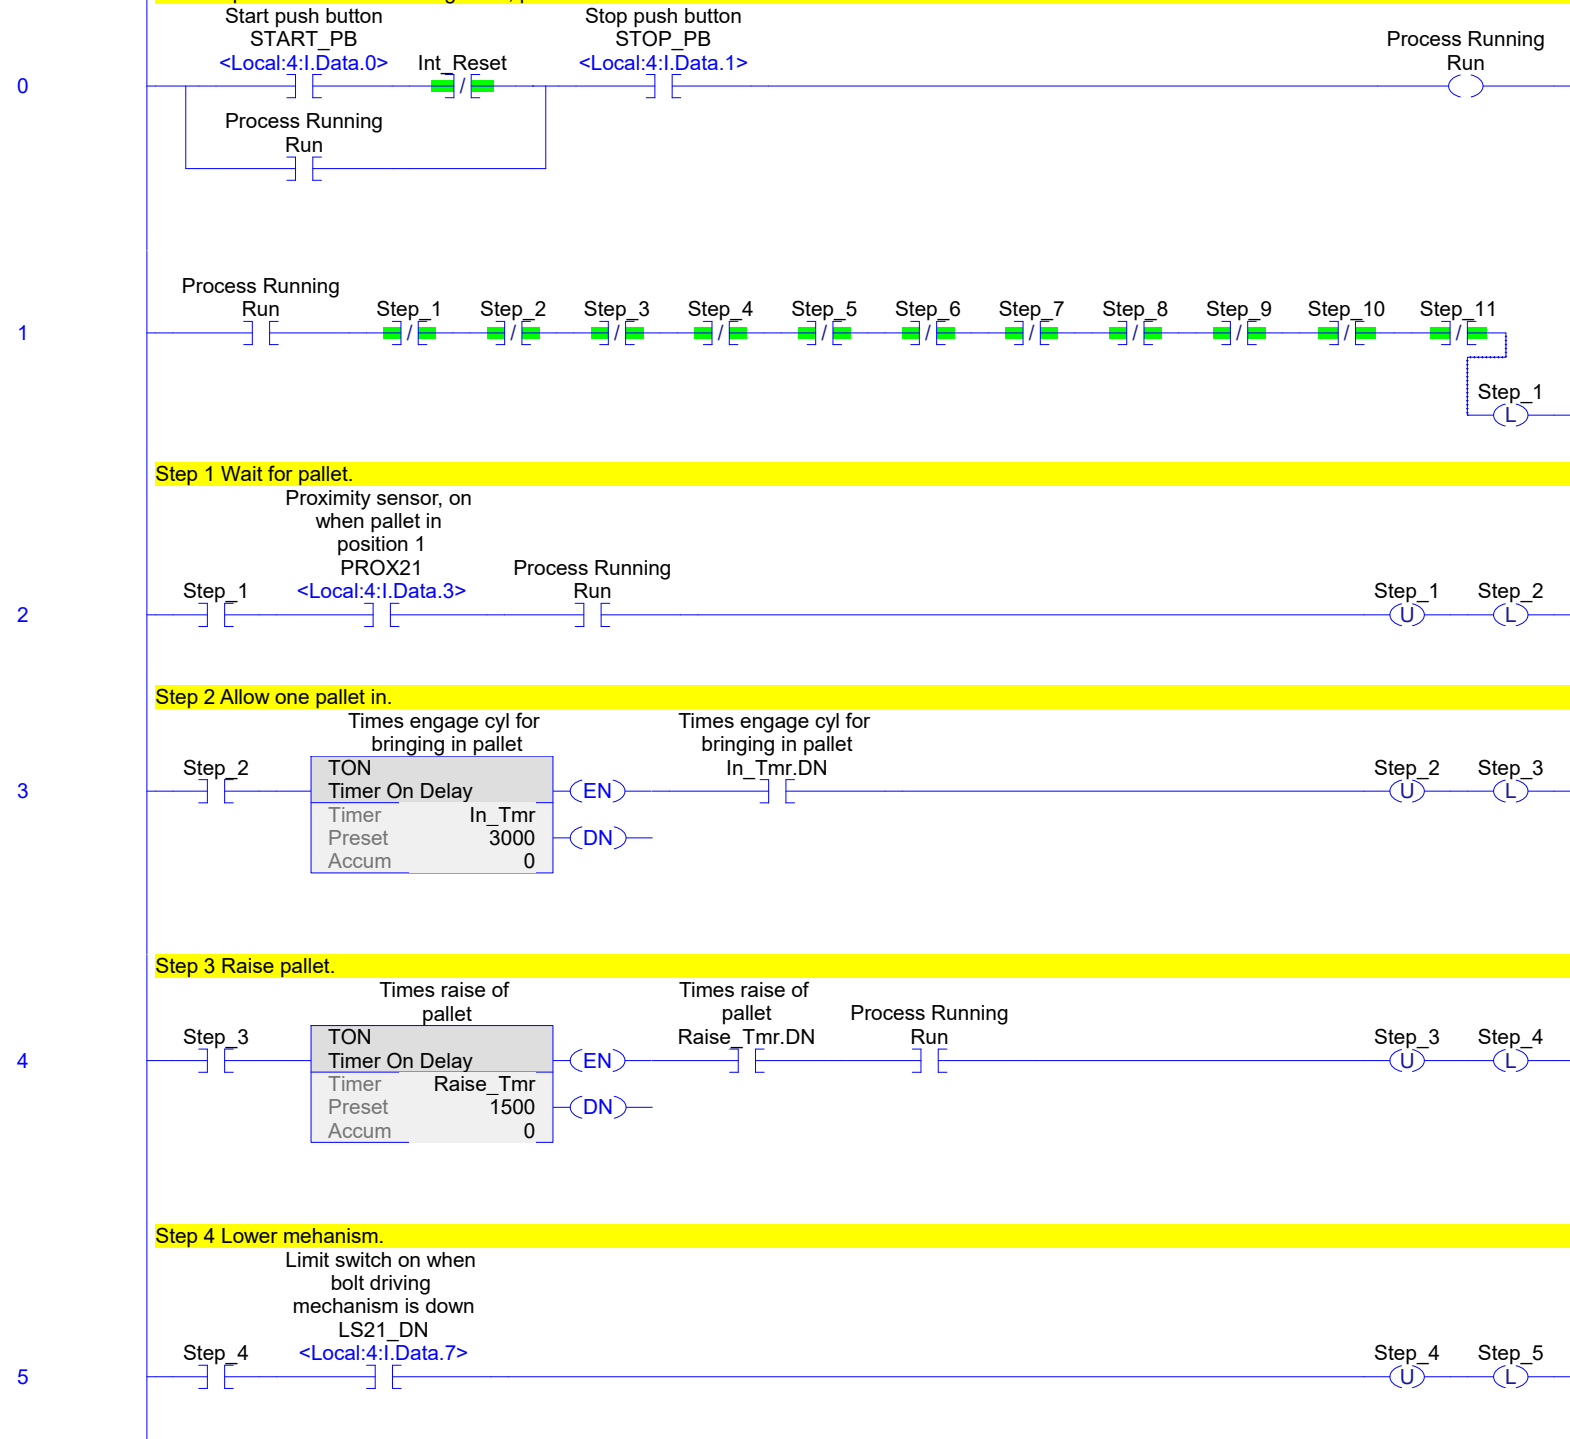 Start push button
START_PB
<Local:4:I.Data.0>
Int_Reset
Stop push button
STOP_PB
<Local:4:I.Data.1>
Process Running
Run
0
/
Process Running
Run
Process Running
Run
Step_1
Step_2
Step_3
Step_4
Step_5
Step_6
Step_7
Step_8
Step_9
Step_10
Step_11
1
/ / / / / / / / / / /
Step_1
L
Step 1 Wait for pallet.
Proximity sensor, on
when pallet in
position 1
PROX21
<Local:4:I.Data.3>
Step_1
Process Running
Run
Step_1
Step_2
2
U
L
Step 2 Allow one pallet in.
Times engage cyl for
bringing in pallet
Times engage cyl for
bringing in pallet
In_Tmr.DN
Step_2
TON
Timer On Delay
Timer In_Tmr
Preset 3000
Accum 0
EN
DN
Step_2
Step_3
3
U
L
Step 3 Raise pallet.
Times raise of
pallet
Times raise of
pallet
Raise_Tmr.DN
Process Running
Run
Step_3
TON
Timer On Delay
Timer Raise_Tmr
Preset 1500
Accum 0
EN
DN
Step_3
Step_4
4
U
L
Step 4 Lower mehanism.
Limit switch on when
bolt driving
mechanism is down
LS21_DN
<Local:4:I.Data.7>
Step_4
Step_4
Step_5
5
U
L